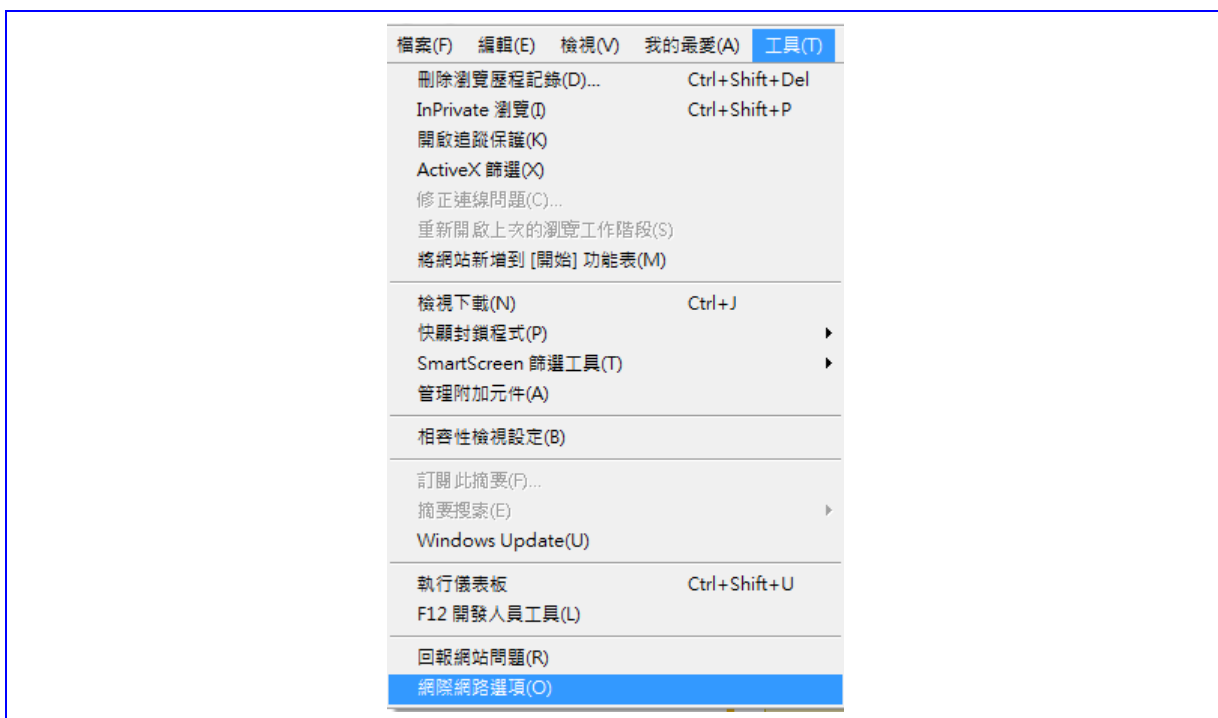 檔案(F) 編輯(E) 檢視(V) 我的最愛(A) 工具(T)
刪除瀏覽歷程記錄(D)... Ctrl+Shift+Del
InPrivate 瀏覽(I) Ctrl+Shift+P
開啟追蹤保護(K)
ActiveX 篩選(X)
修正連線問題(C)...
重新開啟上次的瀏覽工作階段(S)
將網站新增到 [開始] 功能表(M)
檢視下載(N) Ctrl+J
快顯封鎖程式(P)
SmartScreen 篩選工具(T)
管理附加元件(A)
相容性檢視設定(B)
訂閱此摘要(F)...
摘要搜索(E)
Windows Update(U)
執行儀表板 Ctrl+Shift+U
F12 開發人員工具(L)
回報網站問題(R)
網際網路選項(O)